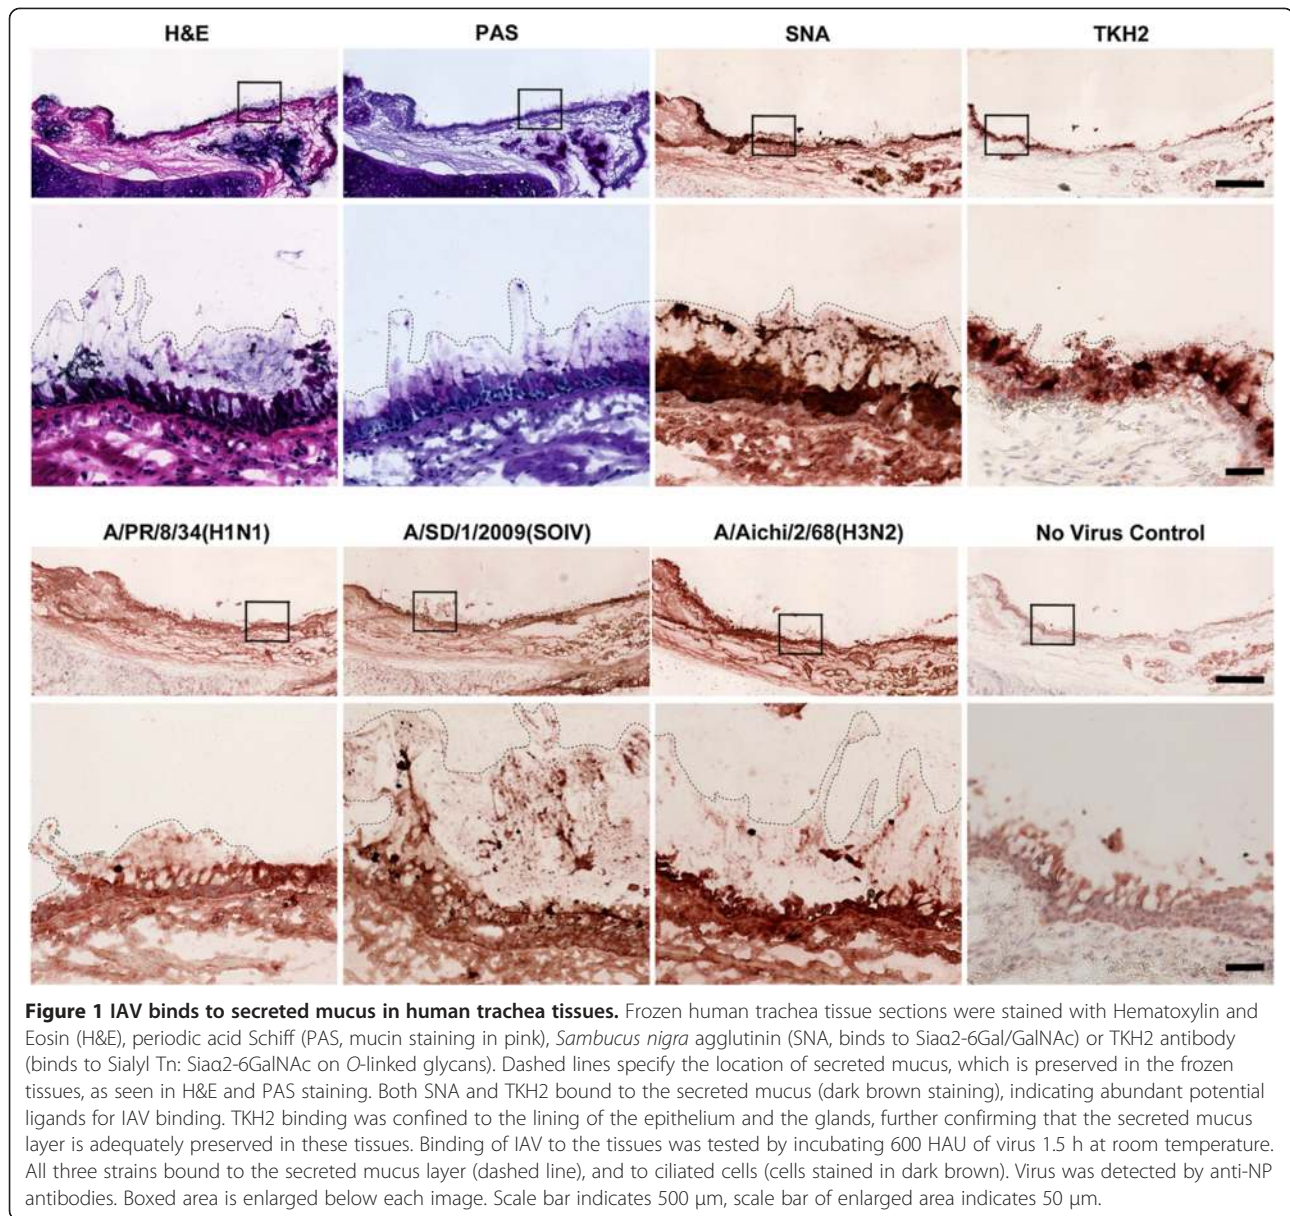 H&E PAS SNA TKH2
A/PR/8/34(H1N1) A/SD/1/2009(SOIV) A/Aichi/2/68(H3N2) No Virus Control
Figure 1 IAV binds to secreted mucus in human trachea tissues. Frozen human trachea tissue sections were stained with Hematoxylin and
Eosin (H&E), periodic acid Schiff (PAS, mucin staining in pink), Sambucus nigra agglutinin (SNA, binds to Siaα2-6Gal/GalNAc) or TKH2 antibody
(binds to Sialyl Tn: Siaα2-6GalNAc on O-linked glycans). Dashed lines specify the location of secreted mucus, which is preserved in the frozen
tissues, as seen in H&E and PAS staining. Both SNA and TKH2 bound to the secreted mucus (dark brown staining), indicating abundant potential
ligands for IAV binding. TKH2 binding was confined to the lining of the epithelium and the glands, further confirming that the secreted mucus
layer is adequately preserved in these tissues. Binding of IAV to the tissues was tested by incubating 600 HAU of virus 1.5 h at room temperature.
All three strains bound to the secreted mucus layer (dashed line), and to ciliated cells (cells stained in dark brown). Virus was detected by anti-NP
antibodies. Boxed area is enlarged below each image. Scale bar indicates 500 μm, scale bar of enlarged area indicates 50 μm.